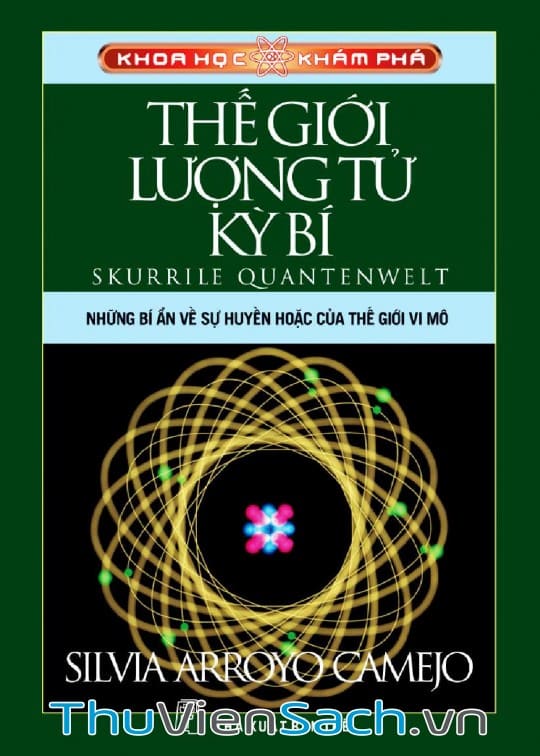 KHOA HỌC KHÁM PHÁ
THẾ GIỚI
LƯỢNG TỬ
KỲ BÍ
SKURRILE QUANTENWELT
NHỮNG BÍ ẨN VỀ SỰ HUYỀN HOẶC CỦA THẾ GIỚI VI MÔ
SILVIA ARROYO CAMEJO
ThuVienSach.vn